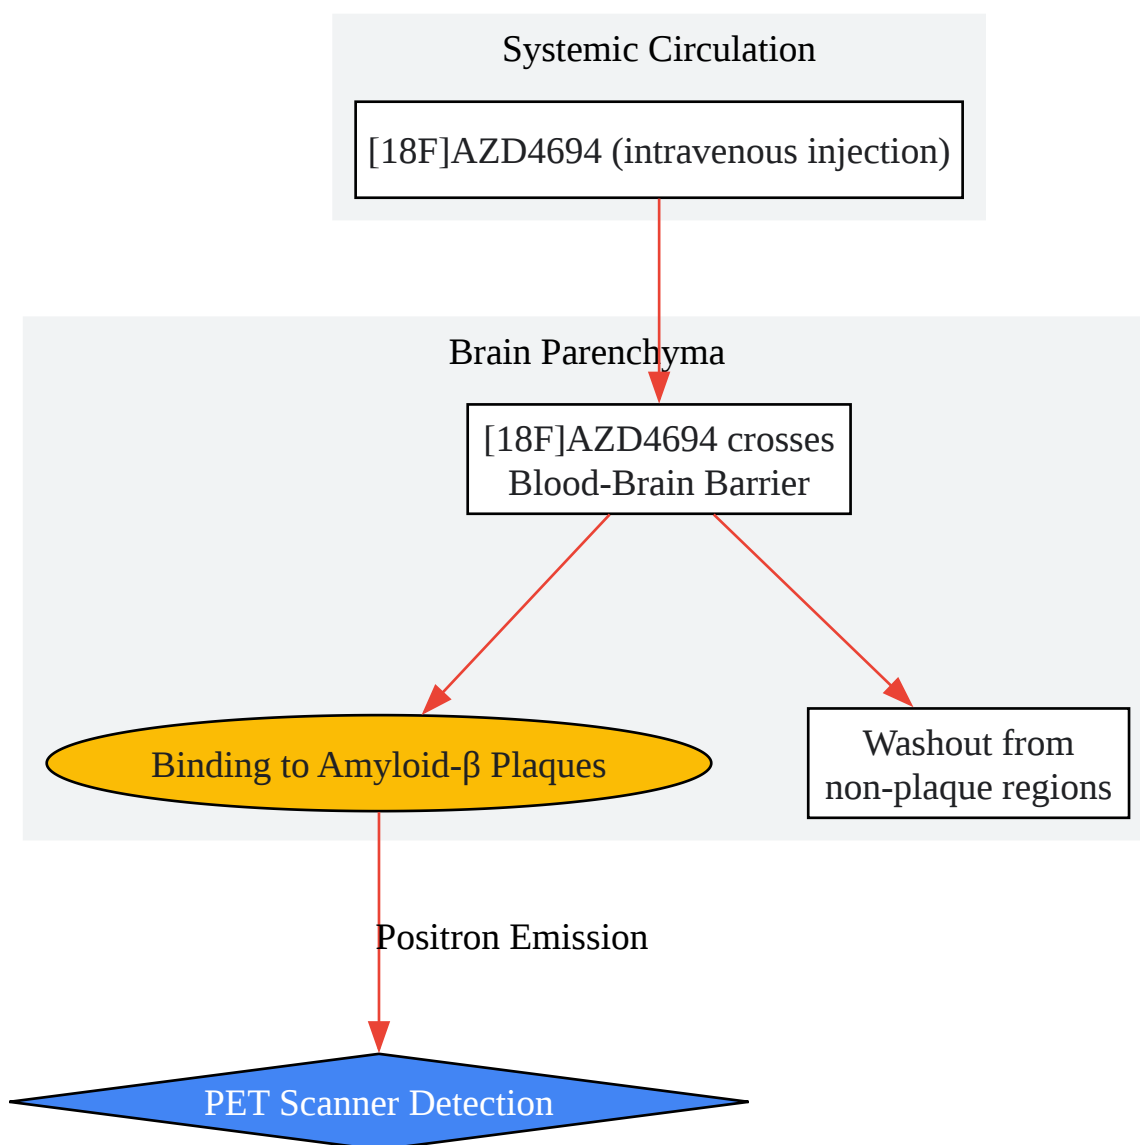 Systemic Circulation
[18F]AZD4694 (intravenous injection)
Brain Parenchyma
[18F]AZD4694 crosses
Blood-Brain Barrier
Binding to Amyloid-β Plaques
Washout from
non-plaque regions
Positron Emission
PET Scanner Detection